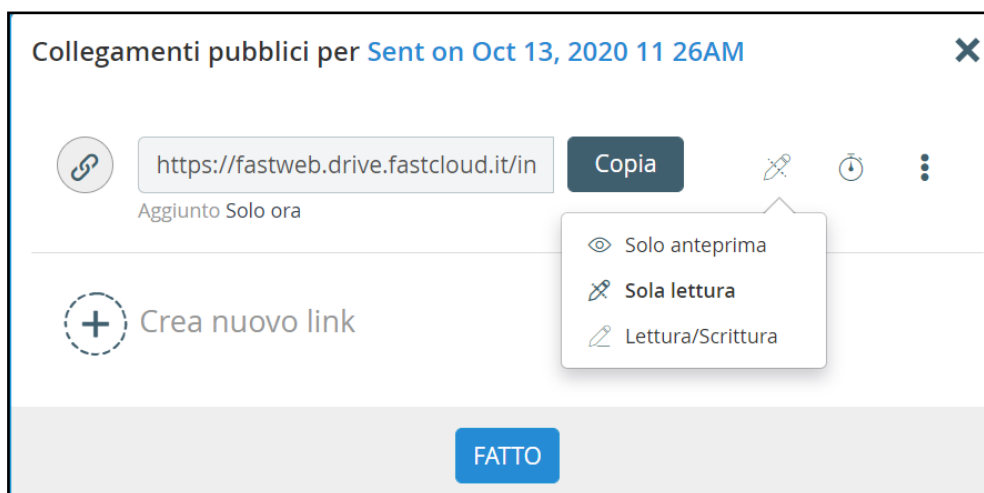 Collegamenti pubblici per Sent on Oct 13, 2020 11 26AM
https://fastweb.drive.fastcloud.it/in
Copia
Aggiunto Solo ora
Solo anteprima
Sola lettura
Lettura/Scrittura
Crea nuovo link
FATTO